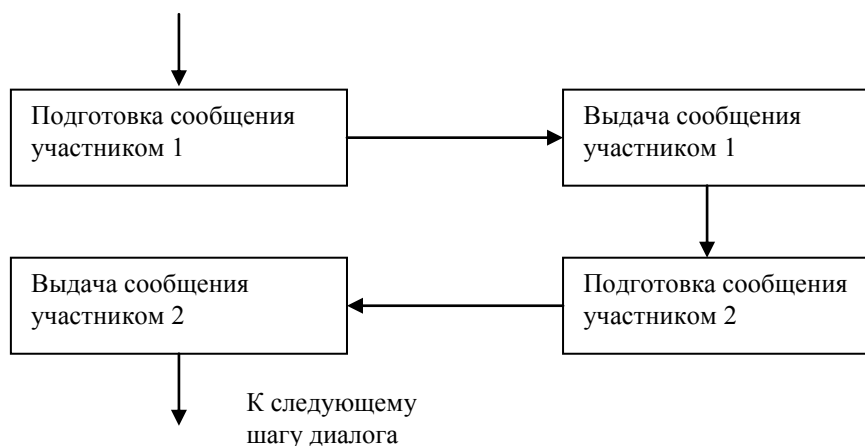 Подготовка сообщения
участником 1
Выдача сообщения
участником 1
Выдача сообщения
участником 2
Подготовка сообщения
участником 2
К следующему
шагу диалога